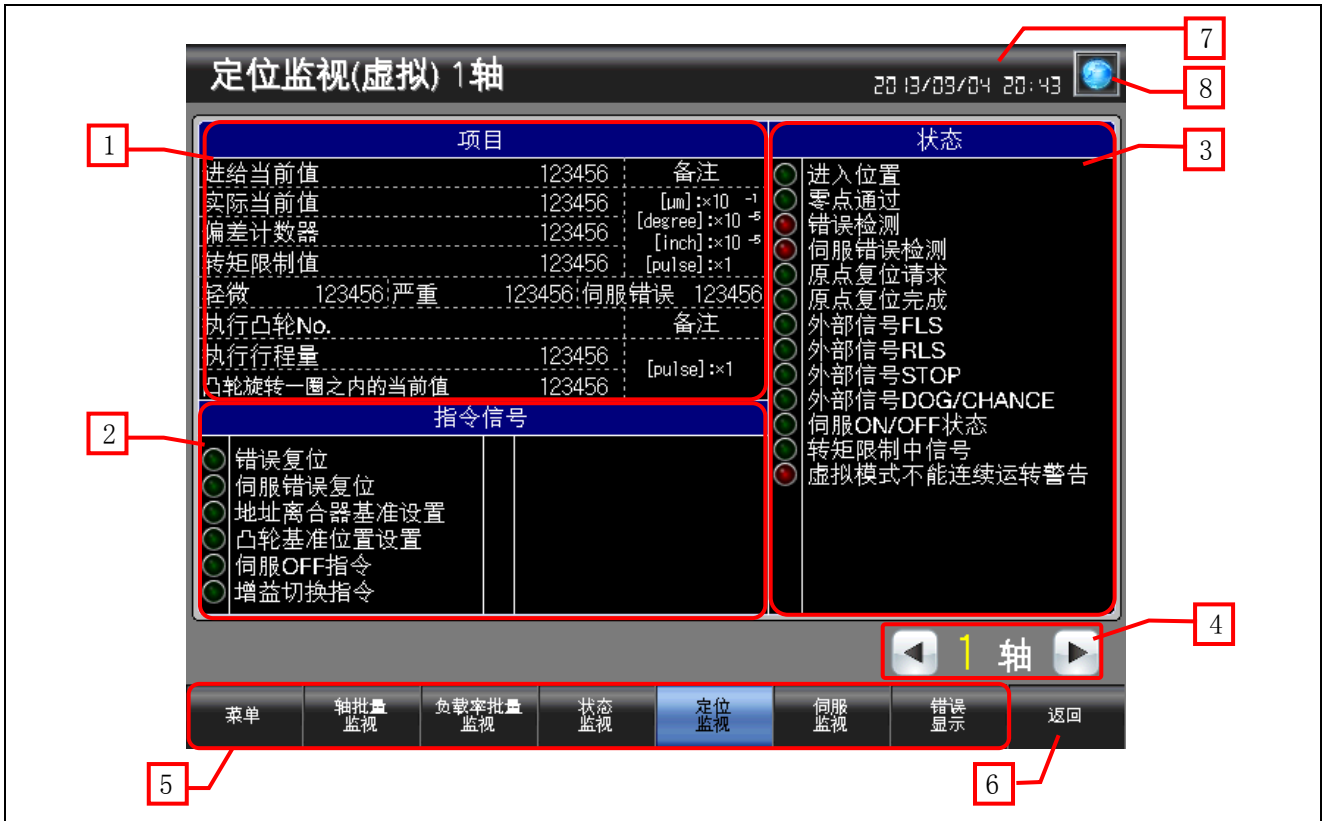 7
定位监视(虚拟) 1轴
2013/09/04 20:43
8
1
项目
进给当前值 123456 备注
实际当前值 123456 [μm]:×10 -1
偏差计数器 123456 [degree]:×10 -5
[inch]:×10 -5
转矩限制值 123456 [pulse]:×1
轻微 123456 严重 123456 伺服错误 123456
执行凸轮No. 备注
执行行程量 123456
[pulse]:×1
凸轮旋转一圈之内的当前值 123456
2
指令信号
错误复位
伺服错误复位
地址离合器基准设置
凸轮基准位置设置
伺服OFF指令
增益切换指令
状态
3
进入位置
零点通过
错误检测
伺服错误检测
原点复位请求
原点复位完成
外部信号FLS
外部信号RLS
外部信号STOP
外部信号DOG/CHANCE
伺服ON/OFF状态
转矩限制中信号
虚拟模式不能连续运转警告
4
1 轴
菜单
轴批量
监视
负载率批量
监视
状态
监视
定位
监视
伺服
监视
错误
显示
返回
5
6